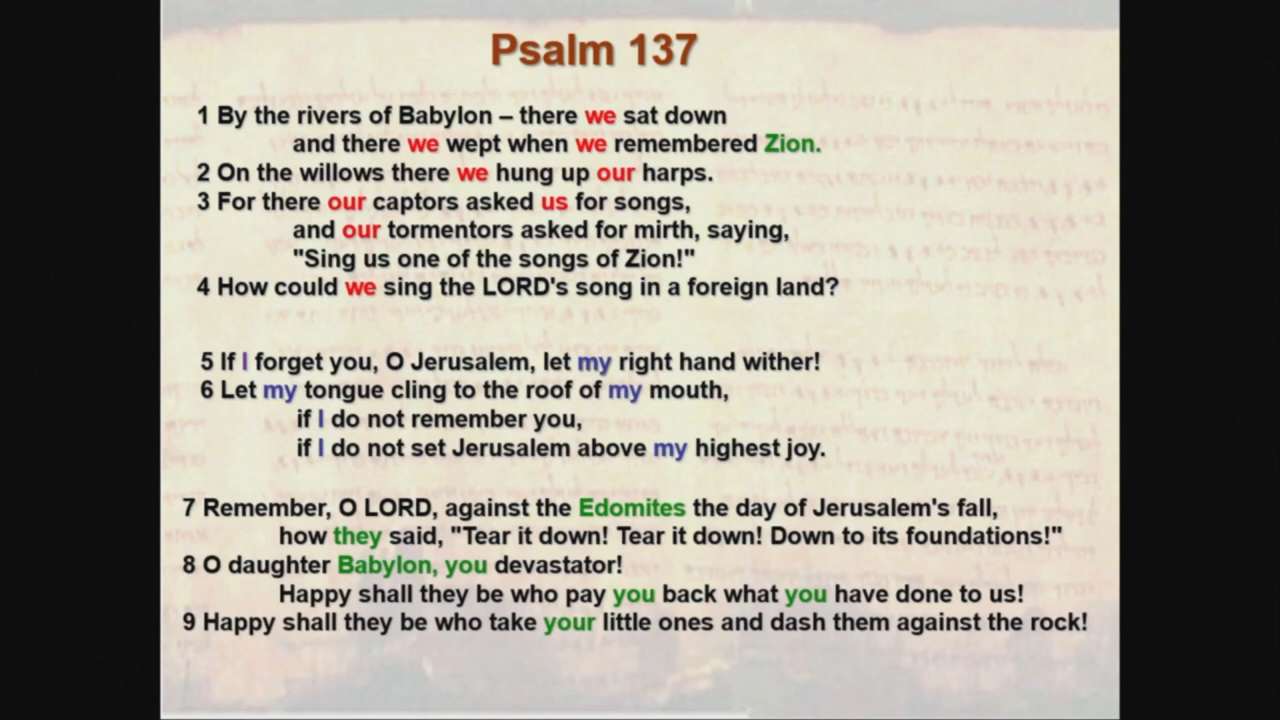 Psalm 137
1 By the rivers of Babylon – there we sat down
and there we wept when we remembered Zion.
2 On the willows there we hung up our harps.
3 For there our captors asked us for songs,
and our tormentors asked for mirth, saying,
"Sing us one of the songs of Zion!"
4 How could we sing the LORD's song in a foreign land?
5 If I forget you, O Jerusalem, let my right hand wither!
6 Let my tongue cling to the roof of my mouth,
if I do not remember you,
if I do not set Jerusalem above my highest joy.
7 Remember, O LORD, against the Edomites the day of Jerusalem's fall,
how they said, "Tear it down! Tear it down! Down to its foundations!"
8 O daughter Babylon, you devastator!
Happy shall they be who pay you back what you have done to us!
9 Happy shall they be who take your little ones and dash them against the rock!